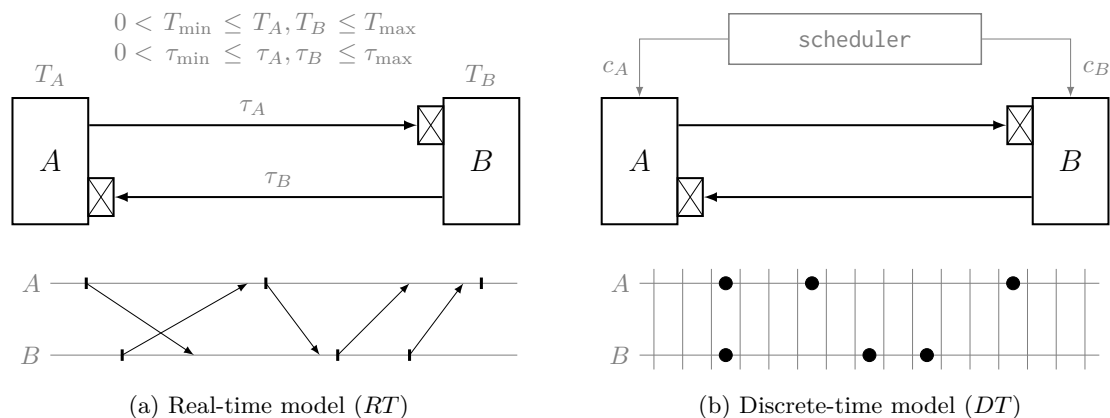 0 < T_min ≤ T_A, T_B ≤ T_max
0 < τ_min ≤ τ_A, τ_B ≤ τ_max
T_A
T_B
τ_A
A
B
τ_B
A
B
(a) Real-time model (RT)
scheduler
c_A
c_B
A
B
A
B
(b) Discrete-time model (DT)